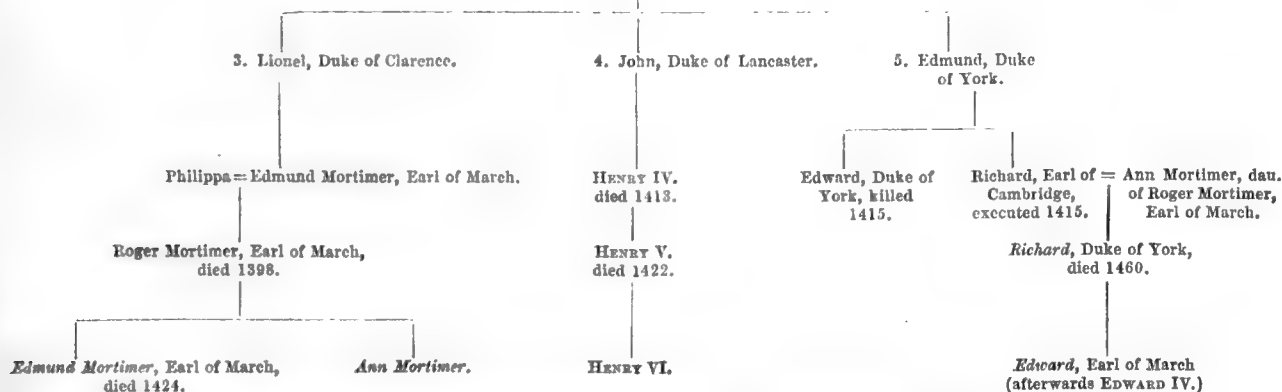 3. Lionel, Duke of Clarence.
4. John, Duke of Lancaster.
5. Edmund, Duke
of York.
Philippa = Edmund Mortimer, Earl of March.
HENRY IV.
died 1413.
Edward, Duke of
York, killed
1415.
Richard, Earl of
Cambridge,
executed 1415.
= Ann Mortimer, dau.
of Roger Mortimer,
Earl of March.
Roger Mortimer, Earl of March,
died 1398.
HENRY V.
died 1422.
Richard, Duke of York,
died 1460.
Edmund Mortimer, Earl of March,
died 1424.
Ann Mortimer.
HENRY VI.
Edward, Earl of March
(afterwards EDWARD IV.)